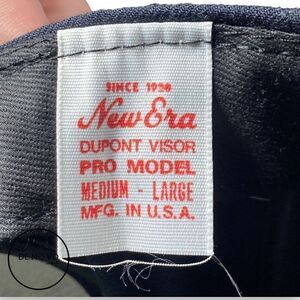 SINCE 1920
New Era
DUPONT VISOR
PRO MODEL
MEDIUM - LARGE
MFG. IN U.S.A.